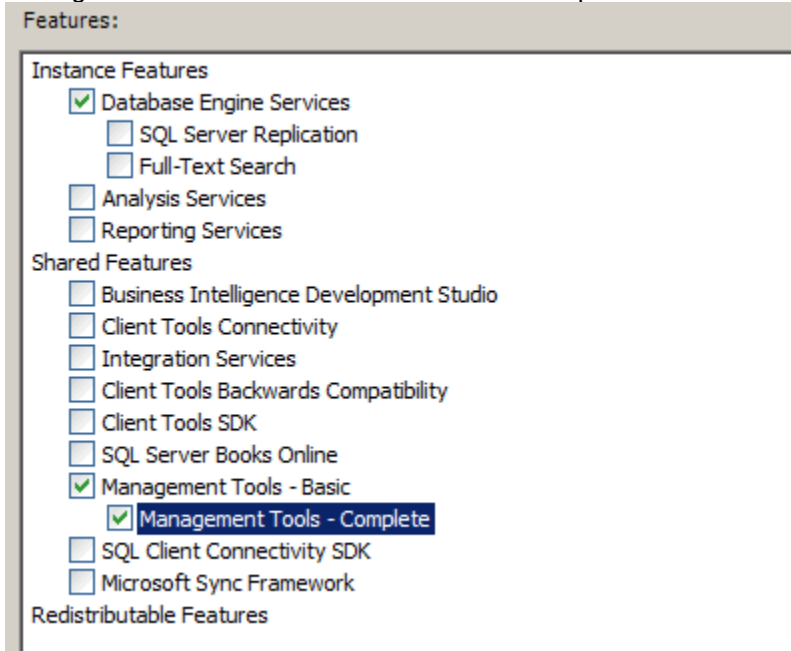 Features:
Instance Features
Database Engine Services
SQL Server Replication
Full-Text Search
Analysis Services
Reporting Services
Shared Features
Business Intelligence Development Studio
Client Tools Connectivity
Integration Services
Client Tools Backwards Compatibility
Client Tools SDK
SQL Server Books Online
Management Tools - Basic
Management Tools - Complete
SQL Client Connectivity SDK
Microsoft Sync Framework
Redistributable Features